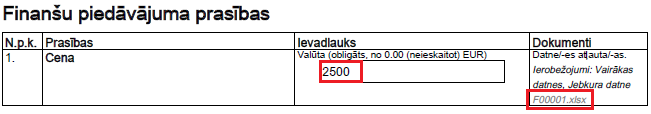 Finanšu piedāvājuma prasības
N.p.k. Prasības Ievadlauks Dokumenti
1. Cena Valūta (obligāts, no 0.00 (neieskaitot) EUR) Datne/-es atļauta/-as.
2500 Ierobežojumi: Vairākas
datnes, Jebkura datne
F00001.xlsx